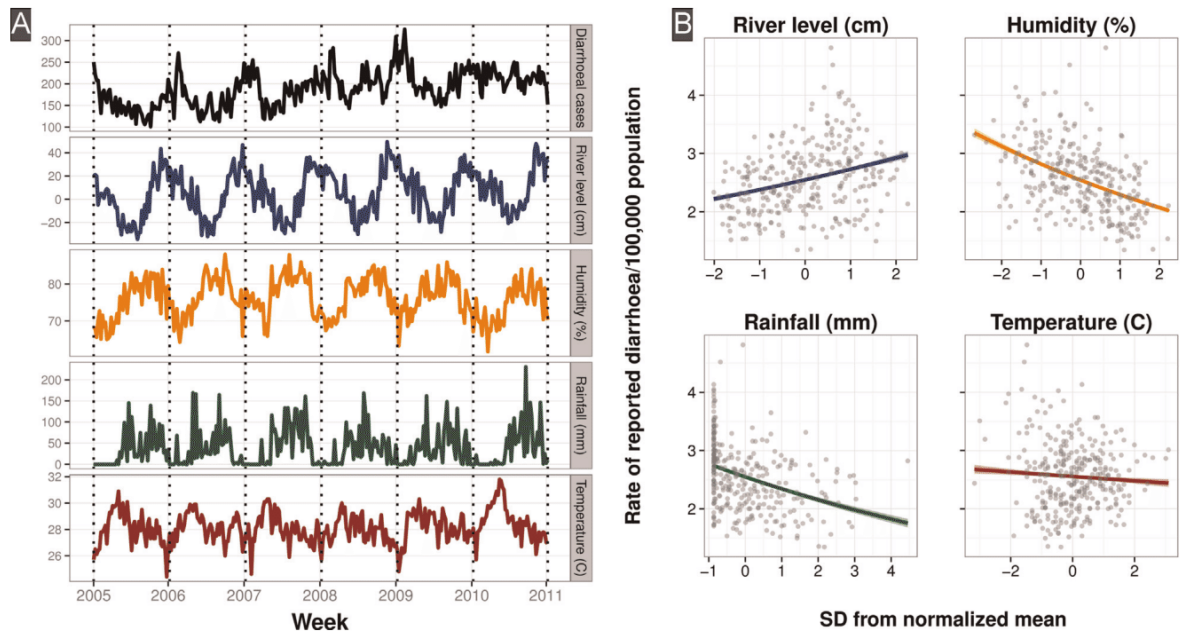 A
300
250
200
150
100
Diarrhoeal cases
40
20
0
−20
River level (cm)
80
70
Humidity (%)
200
150
100
50
0
Rainfall (mm)
32
30
28
26
Temperature (C)
2005 2006 2007 2008 2009 2010 2011
Week
B
Rate of reported diarrhoea/100,000 population
River level (cm)
4
3
2
−2 −1 0 1 2
Humidity (%)
−2 0 2
Rainfall (mm)
4
3
2
−1 0 1 2 3 4
Temperature (C)
−2 0 2
SD from normalized mean